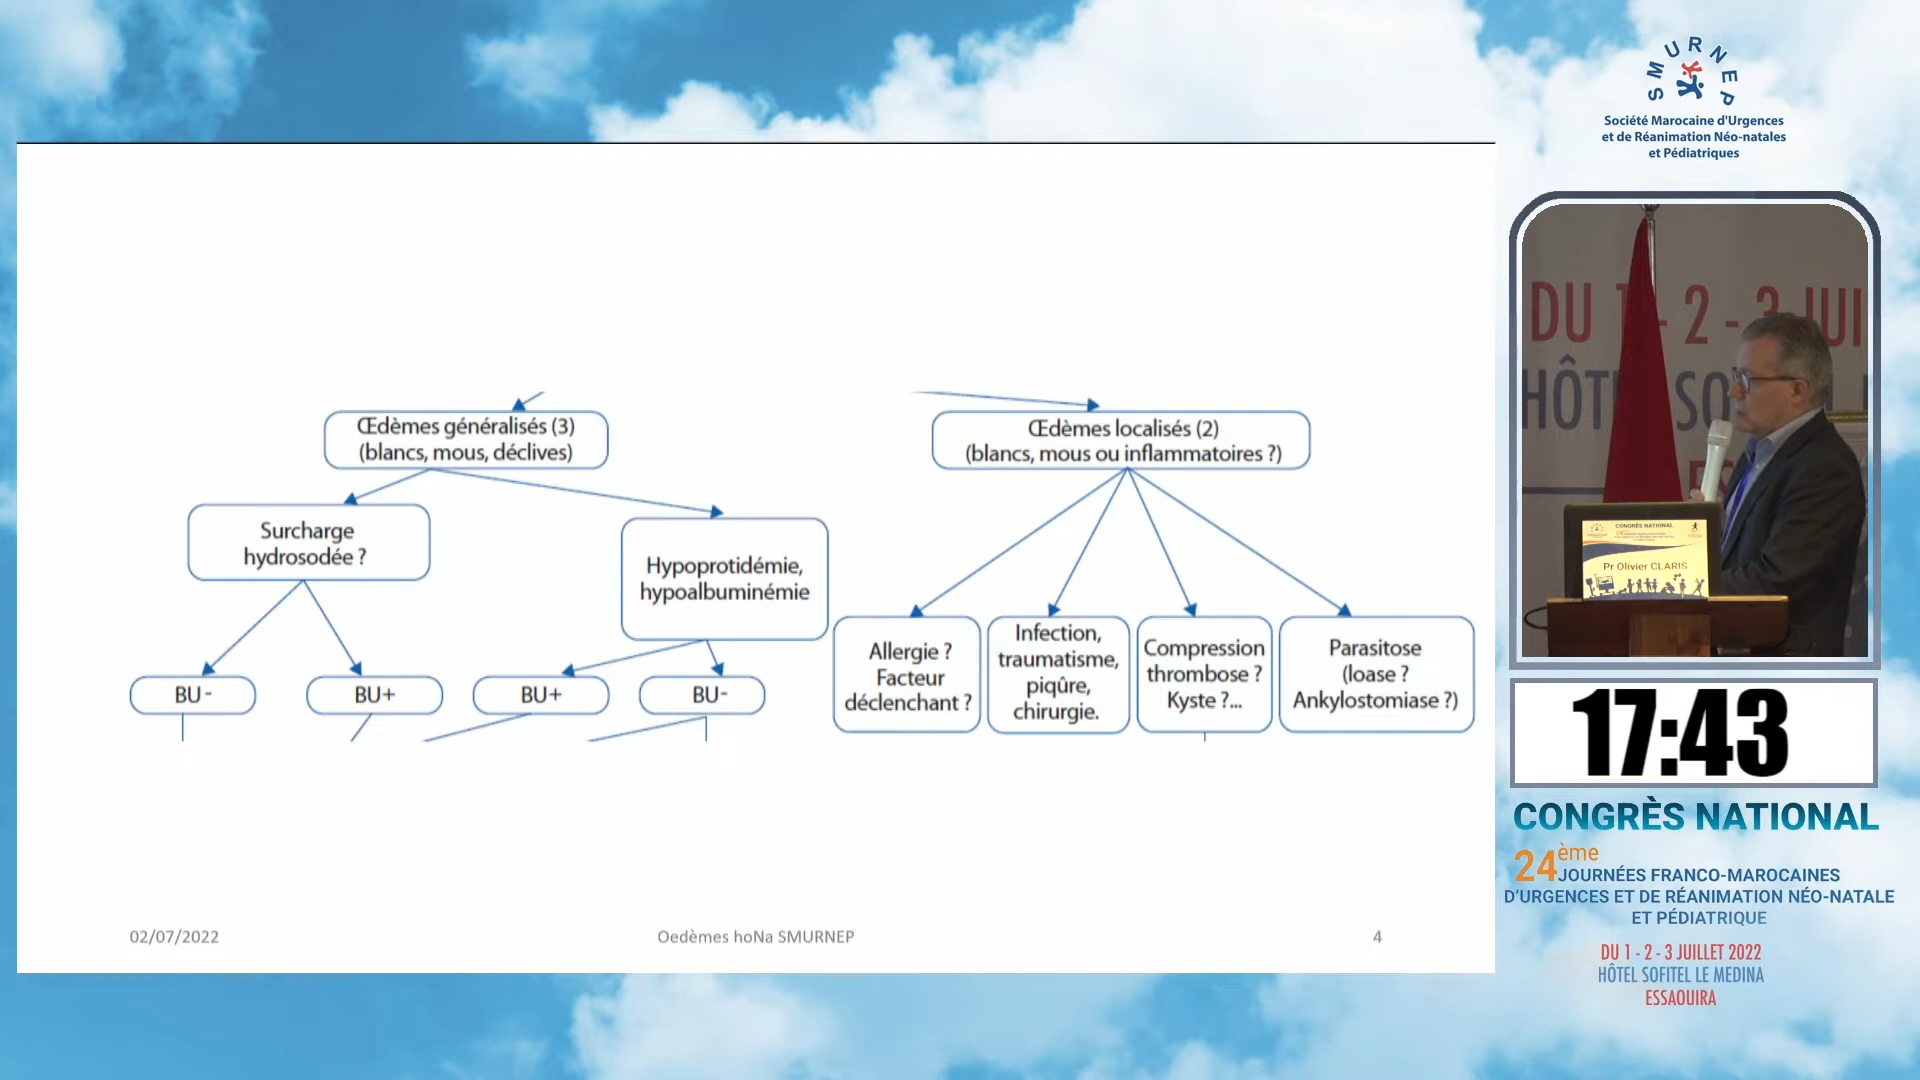 Œdèmes généralisés (3)
(blancs, mous, déclives)
Œdèmes localisés (2)
(blancs, mous ou inflammatoires ?)
Surcharge
hydrosodée ?
Hypoprotidémie,
hypoalbuminémie
BU -
BU+
BU+
BU-
Allergie ?
Facteur
déclenchant ?
Infection,
traumatisme,
piqûre,
chirurgie.
Compression
thrombose ?
Kyste ?...
Parasitose
(loase ?
Ankylostomiase ?)
02/07/2022
Oedèmes hoNa SMURNEP
4
SMURNEP
Société Marocaine d'Urgences
et de Réanimation Néo-natales
et Pédiatriques
DU 1 - 2 - 3 JUI
HÔT SO
CONGRÈS NATIONAL
Pr Olivier CLARIS
17:43
CONGRÈS NATIONAL
24ème
JOURNÉES FRANCO-MAROCAINES
D'URGENCES ET DE RÉANIMATION NÉO-NATALE
ET PÉDIATRIQUE
DU 1 - 2 - 3 JUILLET 2022
HÔTEL SOFITEL LE MEDINA
ESSAOUIRA